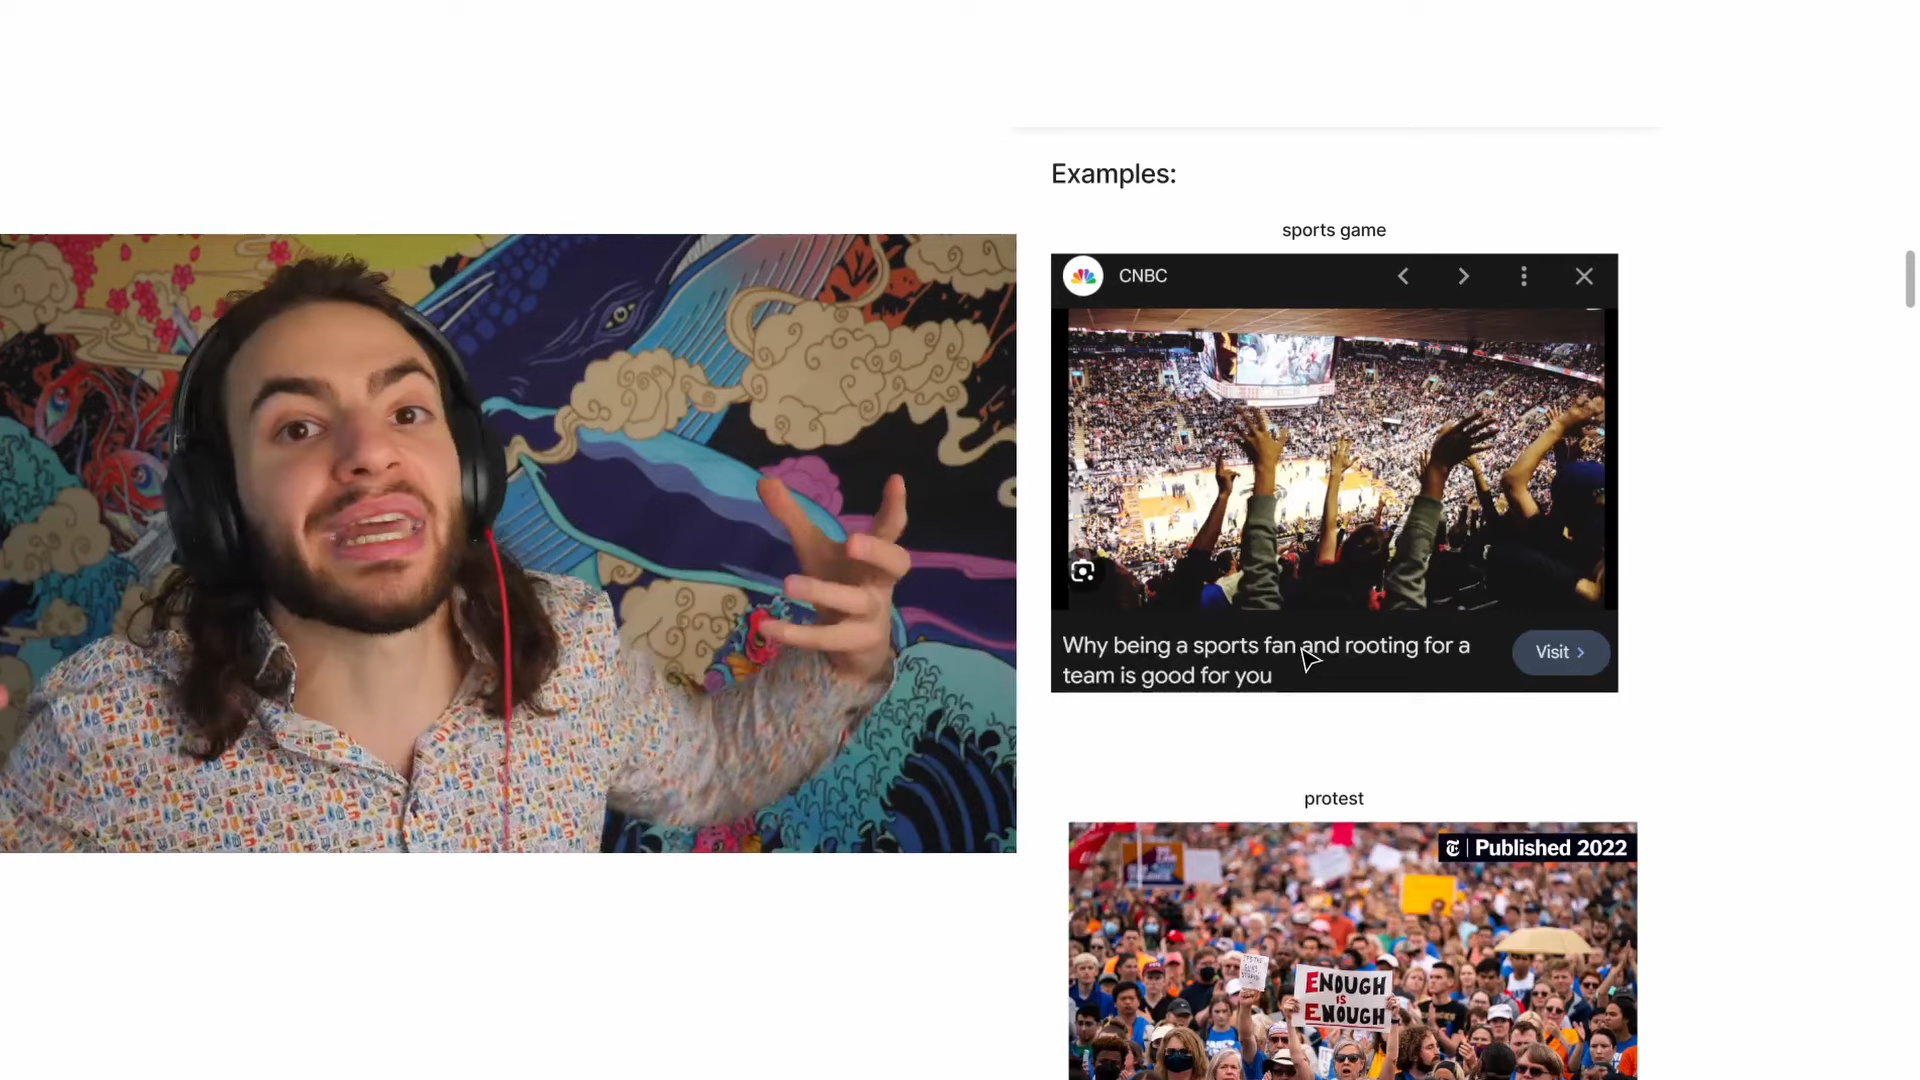 Examples:
sports game
CNBC
Why being a sports fan and rooting for a
team is good for you
Visit
protest
Published 2022
ENOUGH
IS
ENOUGH